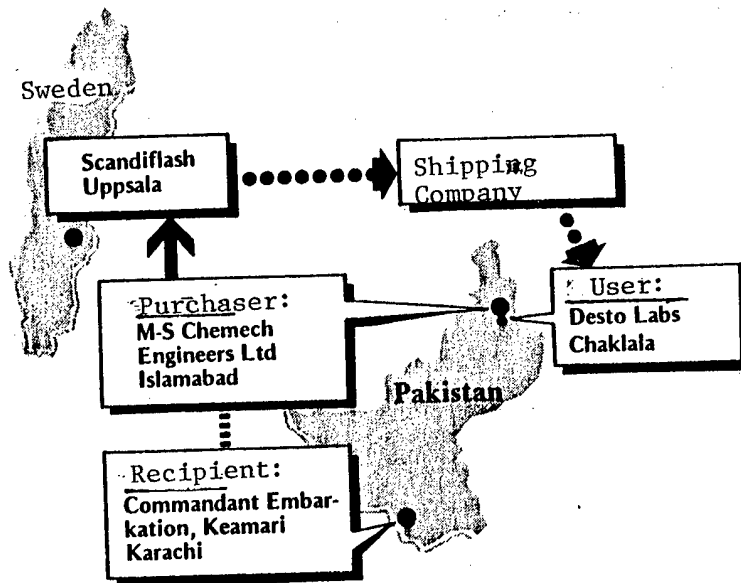 Sweden
Scandiflash
Uppsala
Shipping
Company
Purchaser:
M-S Chemech
Engineers Ltd
Islamabad
User:
Desto Labs
Chaklala
Pakistan
Recipient:
Commandant Embar-
kation, Keamari
Karachi